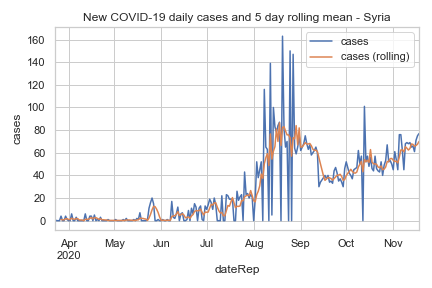 New COVID-19 daily cases and 5 day rolling mean - Syria
cases
cases (rolling)
160
140
120
100
80
60
40
20
0
cases
Apr May Jun Jul Aug Sep Oct Nov
2020
dateRep